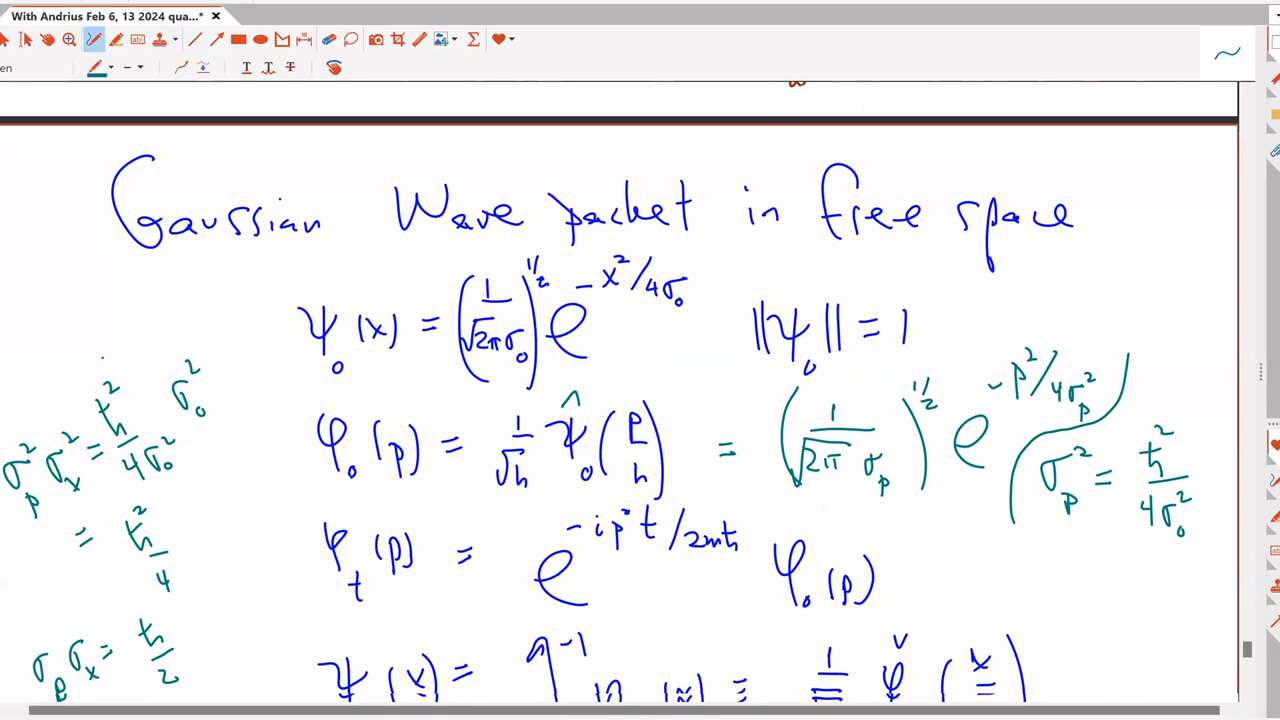 With Andrius Feb 6, 13 2024 qua...* ×
en
Gaussian Wave packet in free space
ψ₀(x) = (1/√2π σ₀)^1/2 e^-x²/4σ₀ ||ψ₀|| = 1
φ₀(p) = 1/√h ψ̂₀(p/h) = (1/√2π σ_p)^1/2 e^-p²/4σ_p² σ_p² = ħ²/4σ₀²
φ_t(p) = e^-ip²t/2mħ φ₀(p)
σ_p² σ_x² = ħ²/4σ₀² σ₀²
= ħ²/4
σ_p σ_x = ħ/2